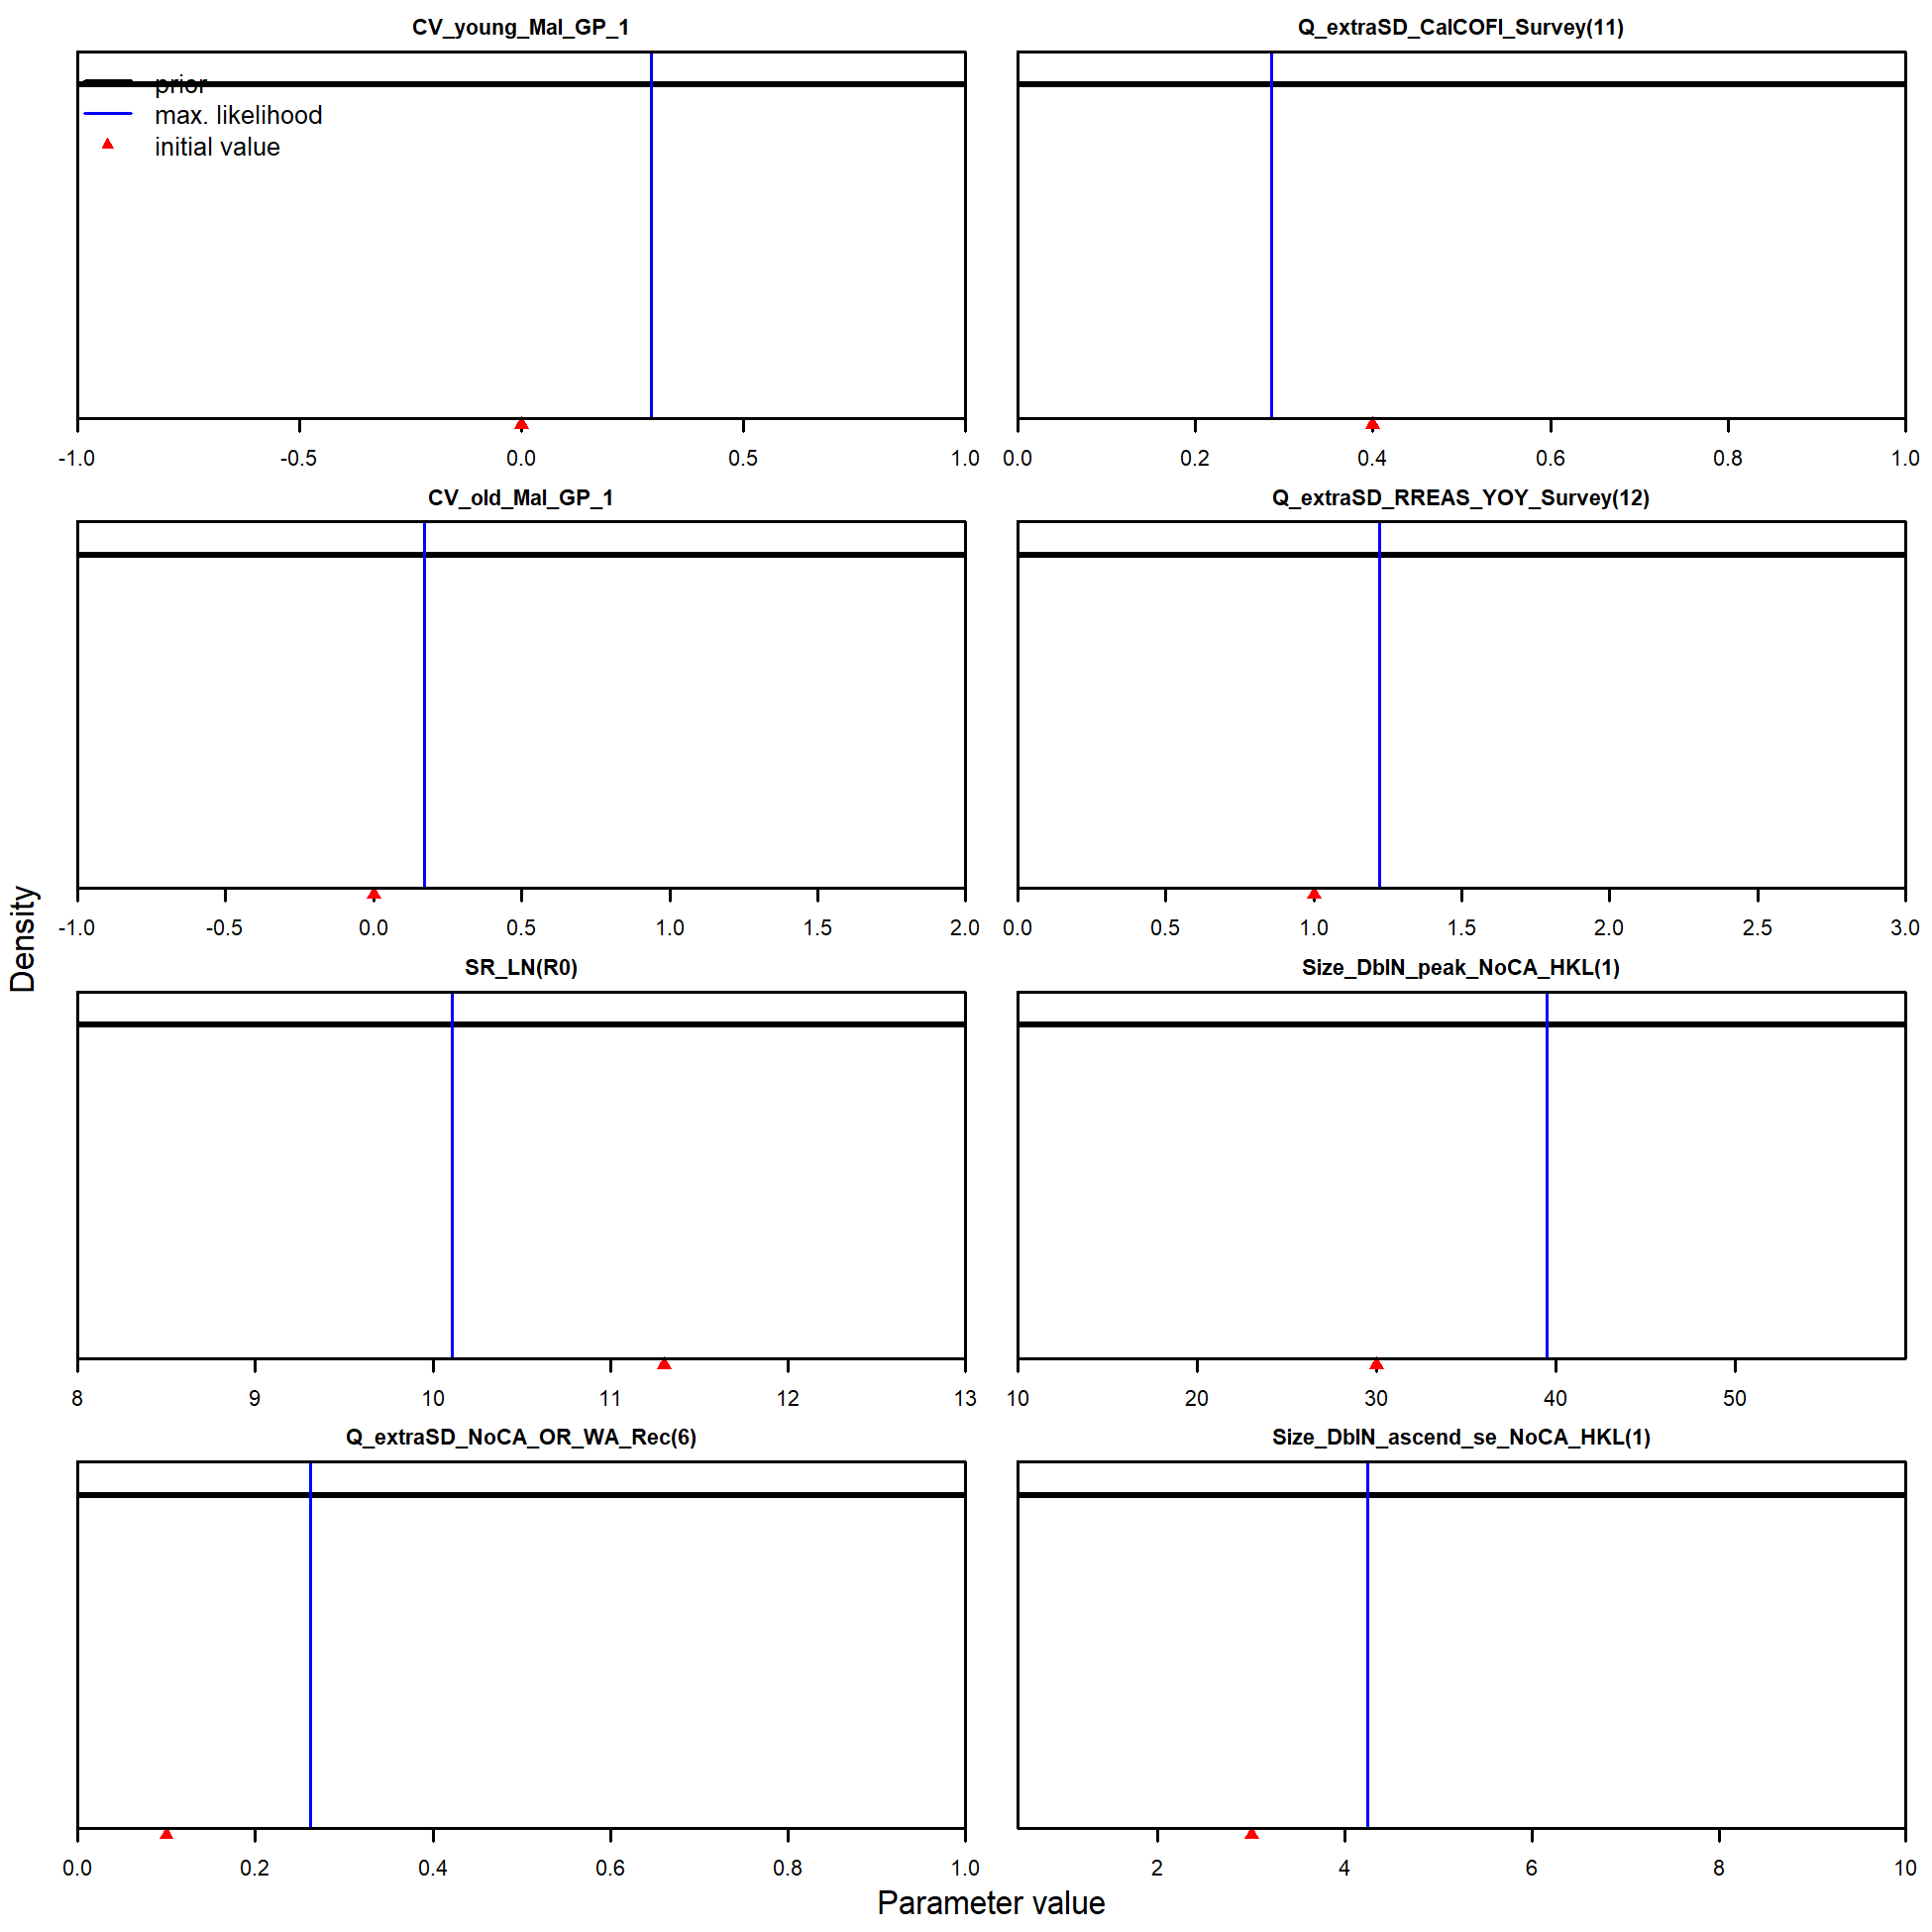 CV_young_Mal_GP_1
prior
max. likelihood
initial value
-1.0 -0.5 0.0 0.5 1.0
Q_extraSD_CalCOFI_Survey(11)
0.0 0.2 0.4 0.6 0.8 1.0
CV_old_Mal_GP_1
-1.0 -0.5 0.0 0.5 1.0 1.5 2.0
Q_extraSD_RREAS_YOY_Survey(12)
0.0 0.5 1.0 1.5 2.0 2.5 3.0
SR_LN(R0)
8 9 10 11 12 13
Size_DblN_peak_NoCA_HKL(1)
10 20 30 40 50
Q_extraSD_NoCA_OR_WA_Rec(6)
0.0 0.2 0.4 0.6 0.8 1.0
Size_DblN_ascend_se_NoCA_HKL(1)
2 4 6 8 10
Density
Parameter value